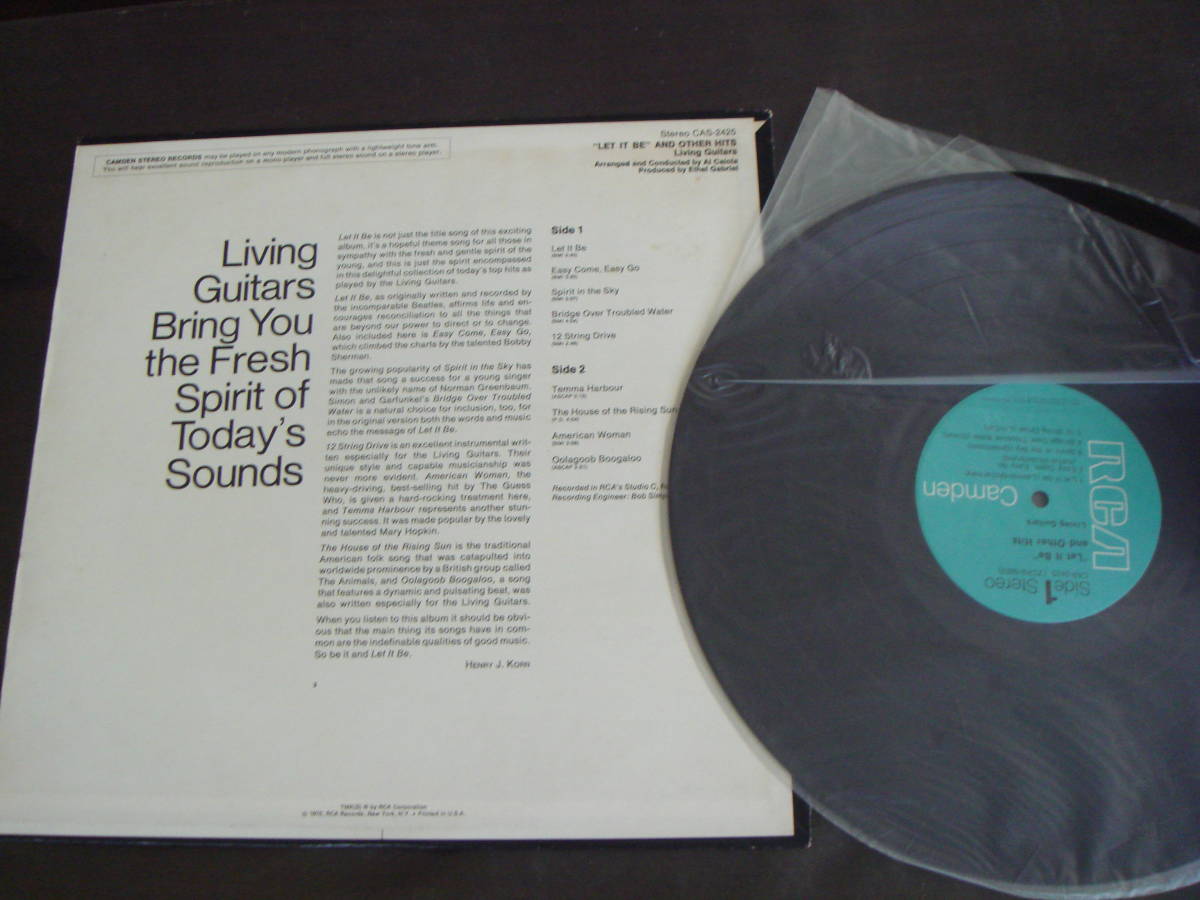 CAMDEN STEREO RECORDS may be played on any modern phonograph with a lightweight tone arm.
You will hear excellent sound reproduction on a mono player and full stereo sound on a stereo player.
Stereo CAS-2425
"LET IT BE" AND OTHER HITS
Living Guitars
Arranged and Conducted by Al Caiola
Produced by Ethel Gabriel
Living
Guitars
Bring You
the Fresh
Spirit of
Today's
Sounds
Let It Be is not just the title song of this exciting
album, it's a hopeful theme song for all those in
sympathy with the fresh and gentle spirit of the
young, and this is just the spirit encompassed
in this delightful collection of today's top hits as
played by the Living Guitars.
Let It Be, as originally written and recorded by
the incomparable Beatles, affirms life and en-
courages reconciliation to all the things that
are beyond our power to direct or to change.
Also included here is Easy Come, Easy Go,
which climbed the charts by the talented Bobby
Sherman.
The growing popularity of Spirit in the Sky has
made that song a success for a young singer
with the unlikely name of Norman Greenbaum.
Simon and Garfunkel's Bridge Over Troubled
Water is a natural choice for inclusion, too, for
in the original version both the words and music
echo the message of Let It Be.
12 String Drive is an excellent instrumental writ-
ten especially for the Living Guitars. Their
unique style and capable musicianship was
never more evident. American Woman, the
heavy-driving, best-selling hit by The Guess
Who, is given a hard-rocking treatment here,
and Temma Harbour represents another stun-
ning success. It was made popular by the lovely
and talented Mary Hopkin.
The House of the Rising Sun is the traditional
American folk song that was catapulted into
worldwide prominence by a British group called
The Animals, and Oolagoob Boogaloo, a song
that features a dynamic and pulsating beat, was
also written especially for the Living Guitars.
When you listen to this album it should be obvi-
ous that the main thing its songs have in com-
mon are the indefinable qualities of good music.
So be it and Let It Be.
HENRY J. KORN
Side 1
Let It Be
Easy Come, Easy Go
Spirit in the Sky
Bridge Over Troubled Water
12 String Drive
Side 2
Temma Harbour
The House of the Rising Sun
American Woman
Oolagoob Boogaloo
Recorded in RCA's Studio C,
Recording Engineer: Bob
TMK(S) ® by RCA Corporation
© 1970, RCA Records, New York, N.Y. • Printed in U.S.A.
RCA
Camden
Side 1 Stereo
"Let It Be"
and Other Hits
Living Guitars